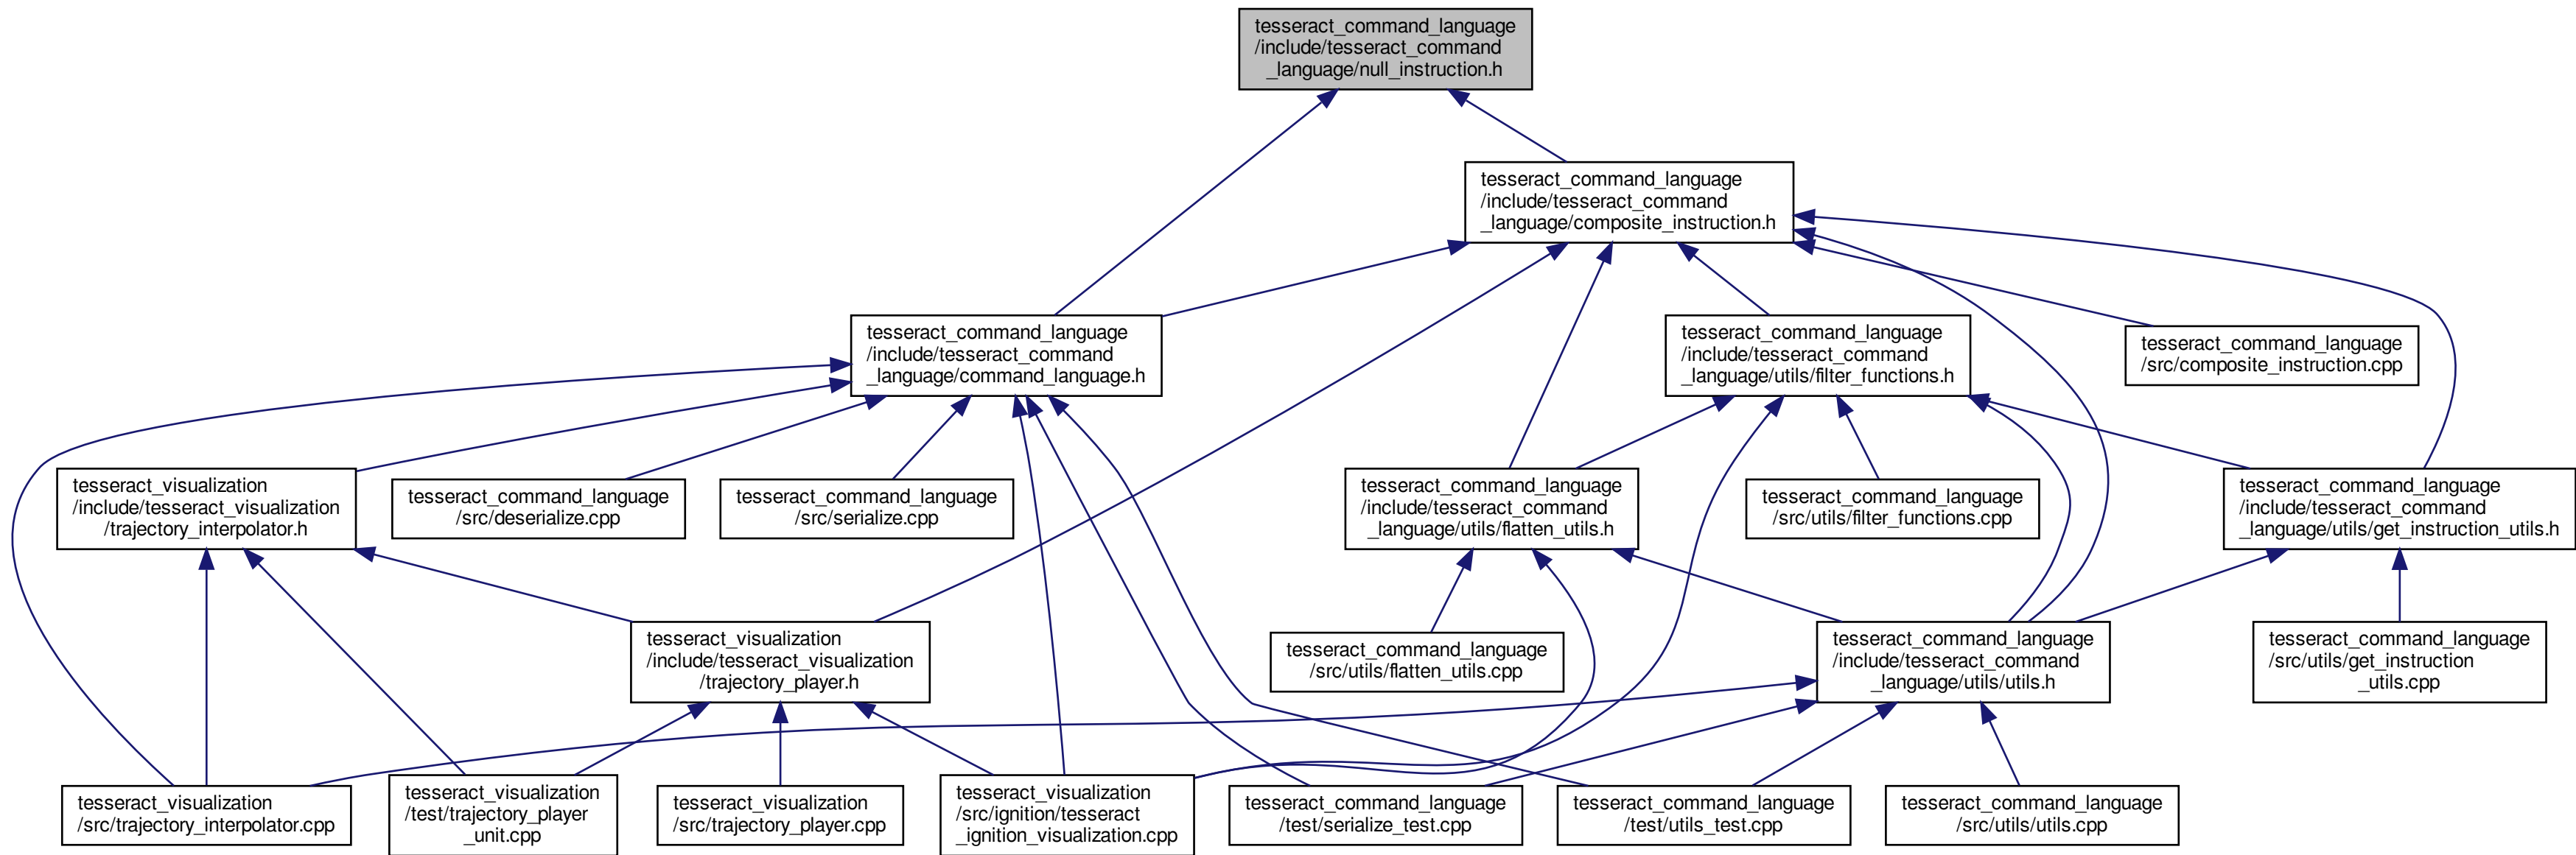 tesseract_command_language
/include/tesseract_command
_language/null_instruction.h
tesseract_command_language
/include/tesseract_command
_language/composite_instruction.h
tesseract_command_language
/include/tesseract_command
_language/command_language.h
tesseract_command_language
/include/tesseract_command
_language/utils/filter_functions.h
tesseract_command_language
/src/composite_instruction.cpp
tesseract_visualization
/include/tesseract_visualization
/trajectory_interpolator.h
tesseract_command_language
/src/deserialize.cpp
tesseract_command_language
/src/serialize.cpp
tesseract_command_language
/include/tesseract_command
_language/utils/flatten_utils.h
tesseract_command_language
/src/utils/filter_functions.cpp
tesseract_command_language
/include/tesseract_command
_language/utils/get_instruction_utils.h
tesseract_visualization
/include/tesseract_visualization
/trajectory_player.h
tesseract_command_language
/src/utils/flatten_utils.cpp
tesseract_command_language
/include/tesseract_command
_language/utils/utils.h
tesseract_command_language
/src/utils/get_instruction
_utils.cpp
tesseract_visualization
/src/trajectory_interpolator.cpp
tesseract_visualization
/test/trajectory_player
_unit.cpp
tesseract_visualization
/src/trajectory_player.cpp
tesseract_visualization
/src/ignition/tesseract
_ignition_visualization.cpp
tesseract_command_language
/test/serialize_test.cpp
tesseract_command_language
/test/utils_test.cpp
tesseract_command_language
/src/utils/utils.cpp